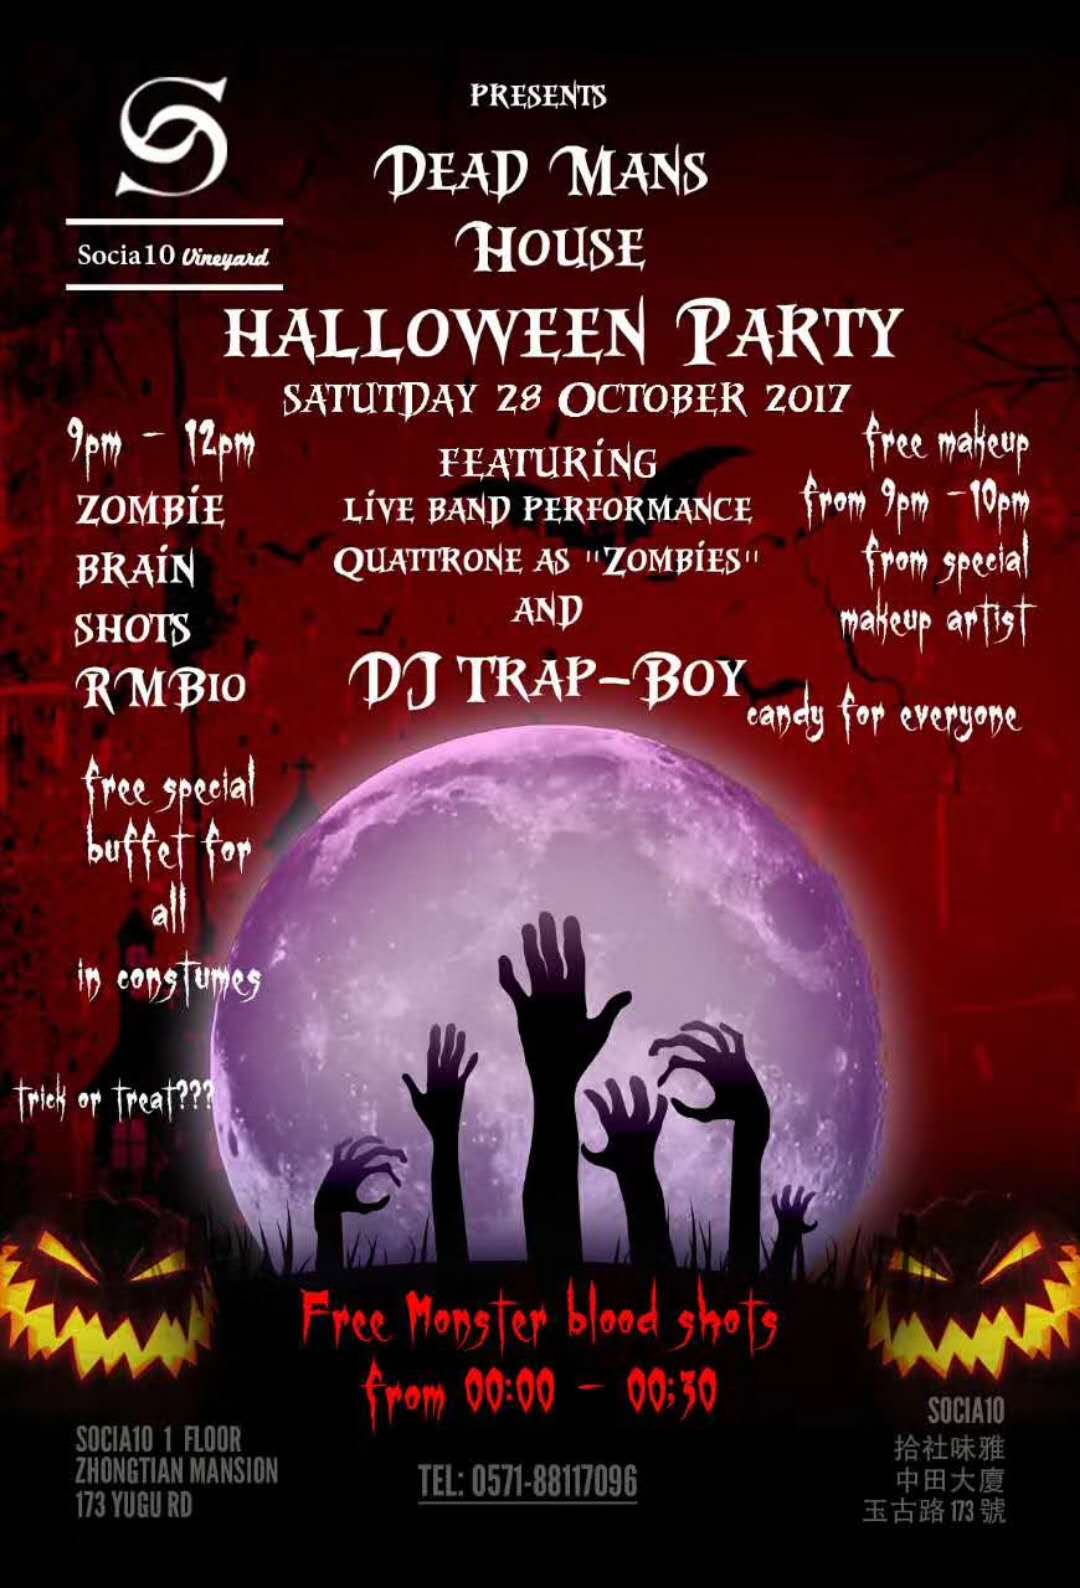 S
Socia10 Vineyard
PRESENTS
DEAD MANS
HOUSE
HALLOWEEN PARTY
SATUTDAY 28 OCTOBER 2017
FEATURING
LIVE BAND PERFORMANCE
QUATTRONE AS "ZOMBIES"
AND
DJ TRAP-BOY
9pm - 12pm
ZOMBIE
BRAIN
SHOTS
RMB10
free special
buffet for
all
in constumes
trick or treat???
free makeup
from 9pm -10pm
from special
makeup artist
candy for everyone
Free Monster blood shots
from 00:00 - 00;30
SOCIA10 1 FLOOR
ZHONGTIAN MANSION
173 YUGU RD
TEL: 0571-88117096
SOCIA10
拾社味雅
中田大廈
玉古路 173 號